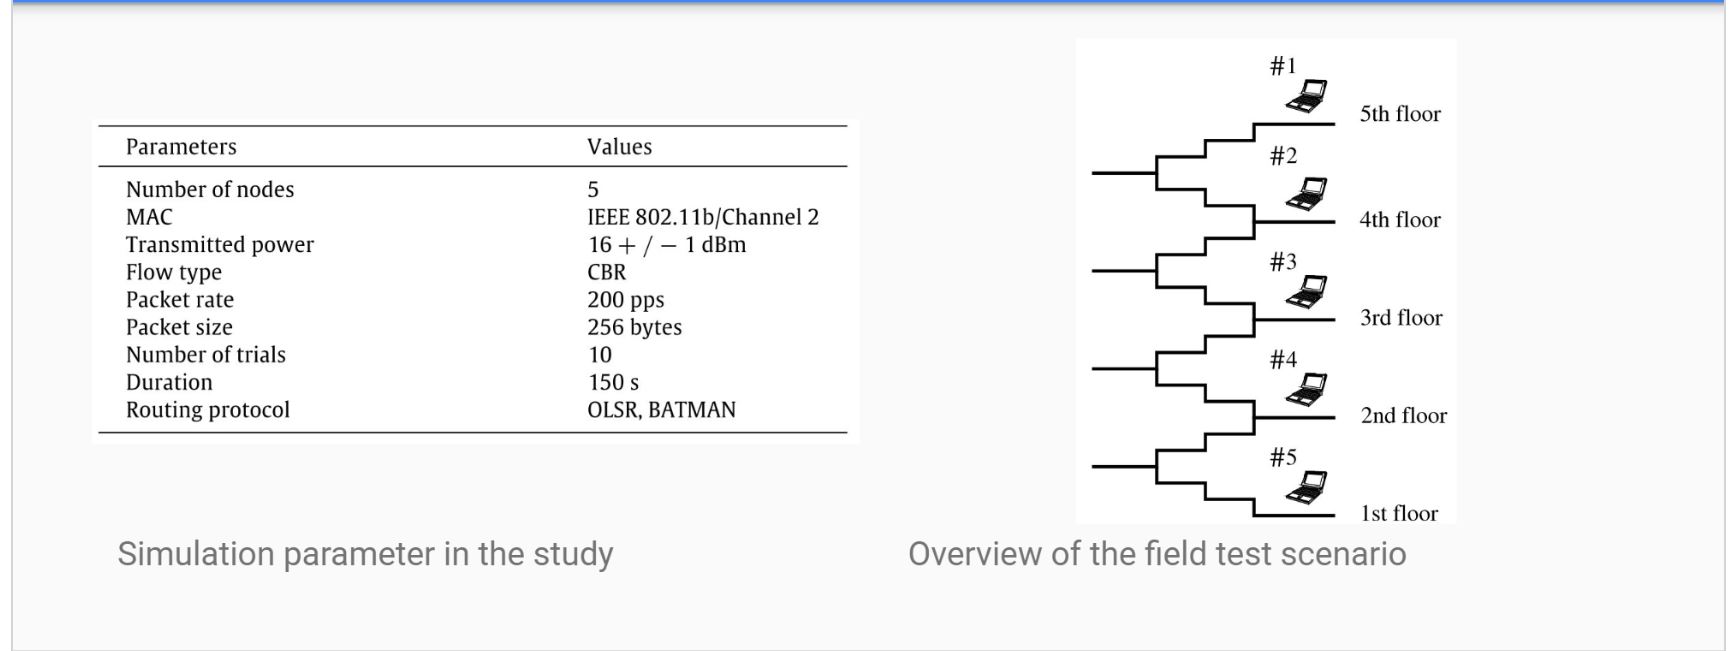 Parameters Values
Number of nodes 5
MAC IEEE 802.11b/Channel 2
Transmitted power 16 + / − 1 dBm
Flow type CBR
Packet rate 200 pps
Packet size 256 bytes
Number of trials 10
Duration 150 s
Routing protocol OLSR, BATMAN
Simulation parameter in the study
#1
5th floor
#2
4th floor
#3
3rd floor
#4
2nd floor
#5
1st floor
Overview of the field test scenario